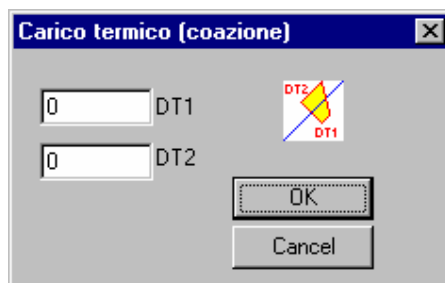 Carico termico (coazione)
0 DT1
DT2
DT1
0 DT2
OK
Cancel